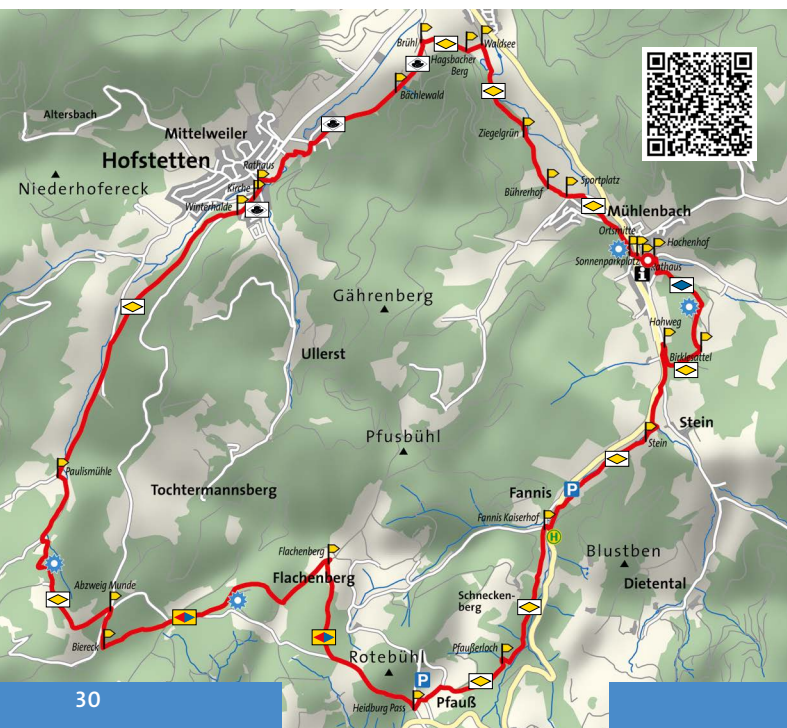 Brühl
Waldsee
Hagsbacher
Berg
Bächlewald
Altersbach
Mittelweiler
Ziegelgrün
Hofstetten
Rathaus
Niederhofereck
Kirche
Sportplatz
Bührerhof
Winterhalde
Mühlenbach
Ortsmitte
Hachenhof
Sonnenparkplatz
Rathaus
i
Gährenberg
Hahweg
Ullerst
Birklesattel
Stein
Pfusbühl
Stein
Paulismühle
Tochtermannsberg
Fannis
P
Fannis Kaiserhof
H
Flachenberg
Blustben
Flachenberg
Dietental
Abzweig Munde
Schnecken-
berg
Biereck
Pfaußerloch
Rotebühl
P
Heidburg Pass
Pfauß
30